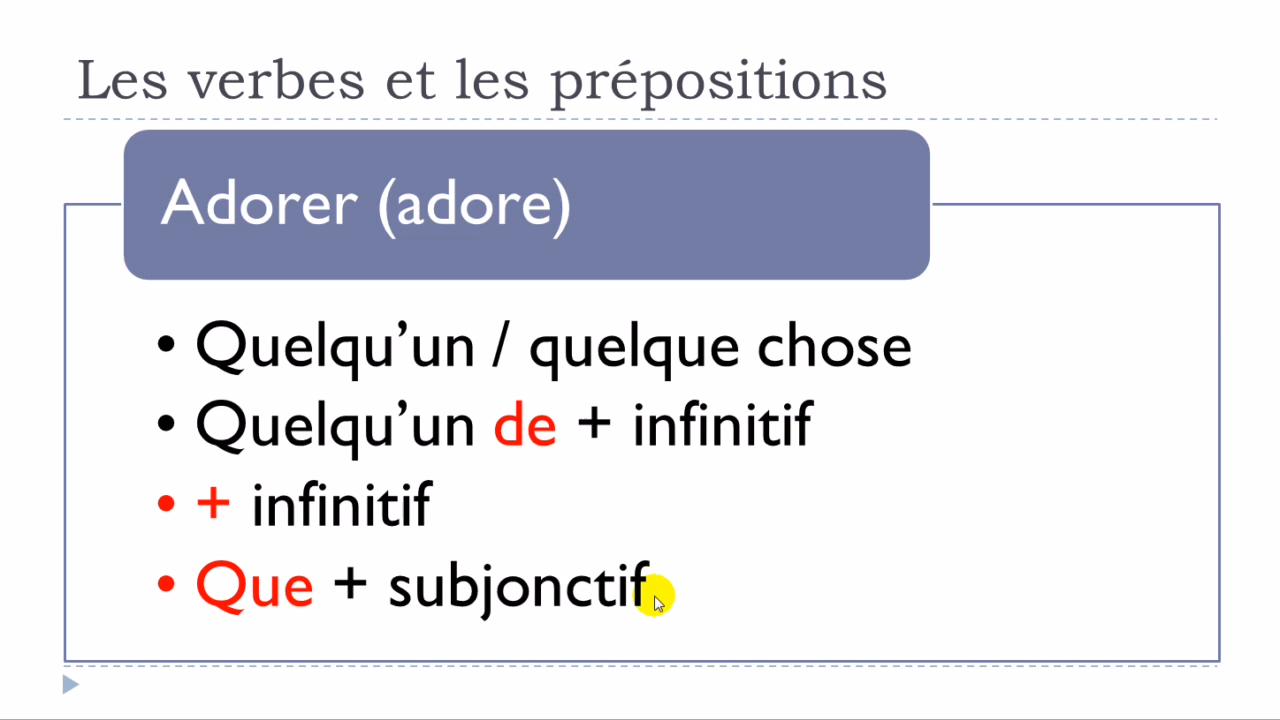 Les verbes et les prépositions
Adorer (adore)
• Quelqu’un / quelque chose
• Quelqu’un de + infinitif
• + infinitif
• Que + subjonctif